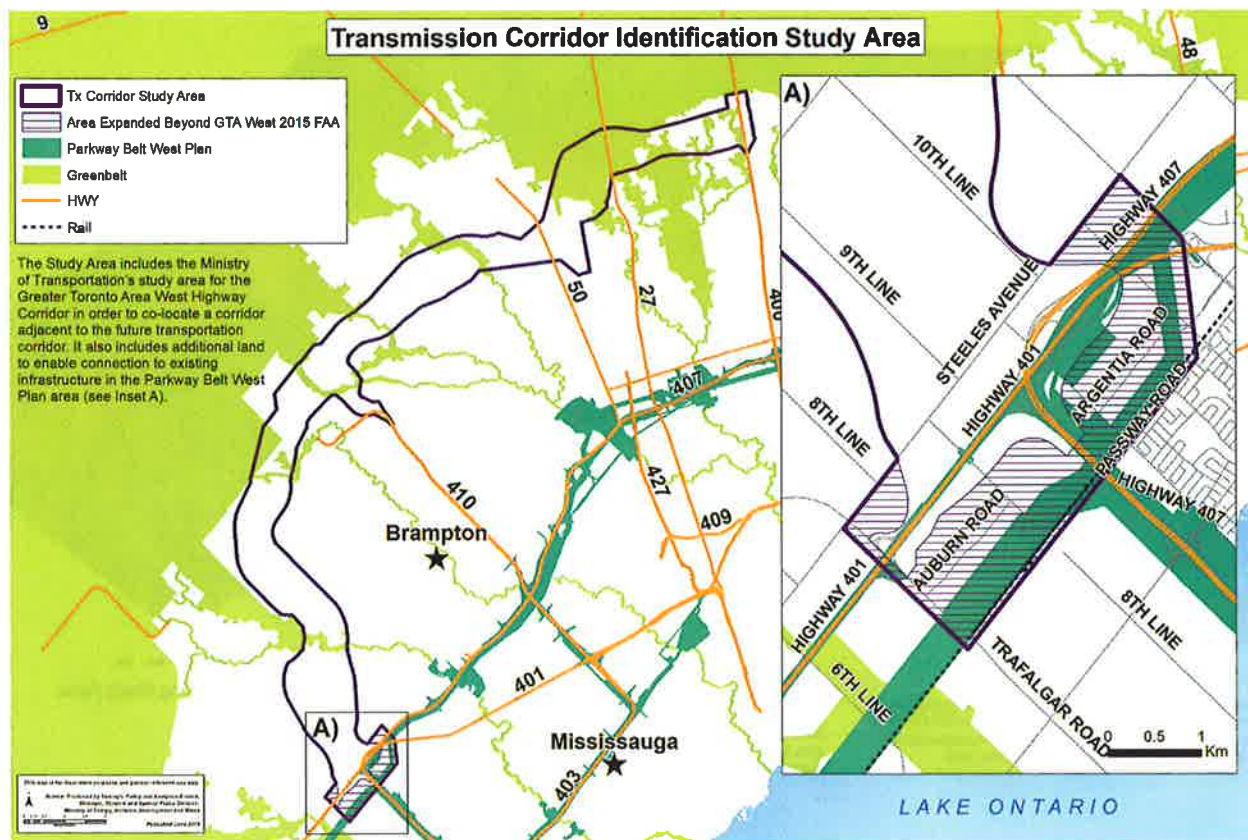 Transmission Corridor Identification Study Area
9
48
Tx Corridor Study Area
Area Expanded Beyond GTA West 2015 FAA
Parkway Belt West Plan
Greenbelt
HWY
Rail
The Study Area includes the Ministry
of Transportation's study area for the
Greater Toronto Area West Highway
Corridor in order to co-locate a corridor
adjacent to the future transportation
corridor. It also includes additional land
to enable connection to existing
infrastructure in the Parkway Belt West
Plan area (see Inset A).
50
27
400
407
427
410
409
Brampton
401
A)
Mississauga
403
A)
10TH LINE
HIGHWAY 407
9TH LINE
STEELES AVENUE
HIGHWAY 401
ARGENTIA ROAD
8TH LINE
PASSWAY ROAD
HIGHWAY 407
AUBURN ROAD
HIGHWAY 401
8TH LINE
6TH LINE
TRAFALGAR ROAD
0 0.5 1
Km
LAKE ONTARIO